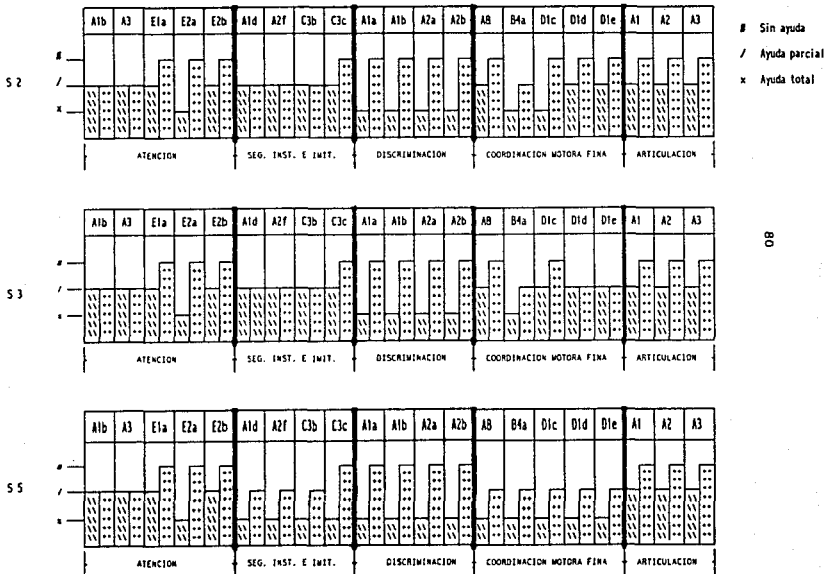 A1b A3 E1a E2a E2b A1d A2f C3b C3c A1a A1b A2a A2b A8 B4a D1c D1d D1e A1 A2 A3
# Sin ayuda
/ Ayuda parcial
x Ayuda total
S 2
#
/
x
ATENCION SEG. INST. E IMIT. DISCRIMINACION COORDINACION MOTORA FINA ARTICULACION
A1b A3 E1a E2a E2b A1d A2f C3b C3c A1a A1b A2a A2b A8 B4a D1c D1d D1e A1 A2 A3
80
S 3
#
/
x
ATENCION SEG. INST. E IMIT. DISCRIMINACION COORDINACION MOTORA FINA ARTICULACION
A1b A3 E1a E2a E2b A1d A2f C3b C3c A1a A1b A2a A2b A8 B4a D1c D1d D1e A1 A2 A3
S 5
#
/
x
ATENCION SEG. INST. E IMIT. DISCRIMINACION COORDINACION MOTORA FINA ARTICULACION